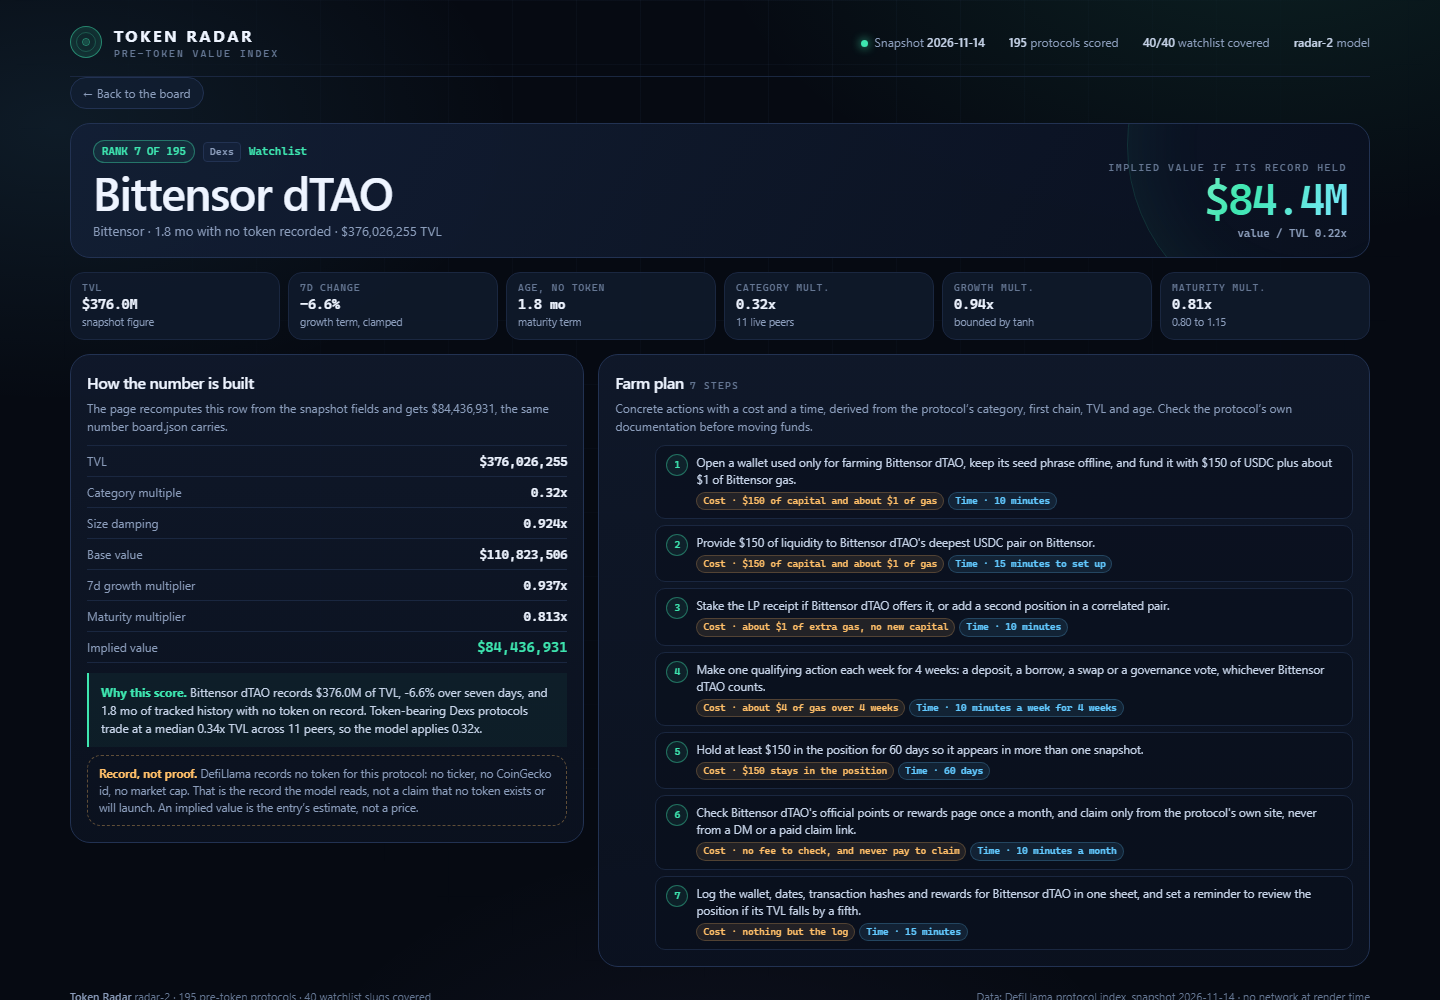 TOKEN RADAR
PRE-TOKEN VALUE INDEX
Snapshot 2026-11-14
195 protocols scored
40/40 watchlist covered
radar-2 model
← Back to the board
RANK 7 OF 195
Dexs
Watchlist
Bittensor dTAO
Bittensor · 1.8 mo with no token recorded · $376,026,255 TVL
IMPLIED VALUE IF ITS RECORD HELD
$84.4M
value / TVL 0.22x
TVL
$376.0M
snapshot figure
7D CHANGE
−6.6%
growth term, clamped
AGE, NO TOKEN
1.8 mo
maturity term
CATEGORY MULT.
0.32x
11 live peers
GROWTH MULT.
0.94x
bounded by tanh
MATURITY MULT.
0.81x
0.80 to 1.15
How the number is built
The page recomputes this row from the snapshot fields and gets $84,436,931, the same
number board.json carries.
TVL $376,026,255
Category multiple 0.32x
Size damping 0.924x
Base value $110,823,506
7d growth multiplier 0.937x
Maturity multiplier 0.813x
Implied value $84,436,931
Why this score. Bittensor dTAO records $376.0M of TVL, -6.6% over seven days, and
1.8 mo of tracked history with no token on record. Token-bearing Dexs protocols
trade at a median 0.34x TVL across 11 peers, so the model applies 0.32x.
Record, not proof. DefiLlama records no token for this protocol: no ticker, no CoinGecko
id, no market cap. That is the record the model reads, not a claim that no token exists or
will launch. An implied value is the entry's estimate, not a price.
Farm plan 7 STEPS
Concrete actions with a cost and a time, derived from the protocol's category, first chain, TVL and age. Check the protocol's own
documentation before moving funds.
1 Open a wallet used only for farming Bittensor dTAO, keep its seed phrase offline, and fund it with $150 of USDC plus about
$1 of Bittensor gas.
Cost · $150 of capital and about $1 of gas Time · 10 minutes
2 Provide $150 of liquidity to Bittensor dTAO's deepest USDC pair on Bittensor.
Cost · $150 of capital and about $1 of gas Time · 15 minutes to set up
3 Stake the LP receipt if Bittensor dTAO offers it, or add a second position in a correlated pair.
Cost · about $1 of extra gas, no new capital Time · 10 minutes
4 Make one qualifying action each week for 4 weeks: a deposit, a borrow, a swap or a governance vote, whichever Bittensor
dTAO counts.
Cost · about $4 of gas over 4 weeks Time · 10 minutes a week for 4 weeks
5 Hold at least $150 in the position for 60 days so it appears in more than one snapshot.
Cost · $150 stays in the position Time · 60 days
6 Check Bittensor dTAO's official points or rewards page once a month, and claim only from the protocol's own site, never
from a DM or a paid claim link.
Cost · no fee to check, and never pay to claim Time · 10 minutes a month
7 Log the wallet, dates, transaction hashes and rewards for Bittensor dTAO in one sheet, and set a reminder to review the
position if its TVL falls by a fifth.
Cost · nothing but the log Time · 15 minutes
Token Radar radar-2 · 195 pre-token protocols · 40 watchlist slugs covered
Data: DefiLlama protocol index, snapshot 2026-11-14 · no network at render time